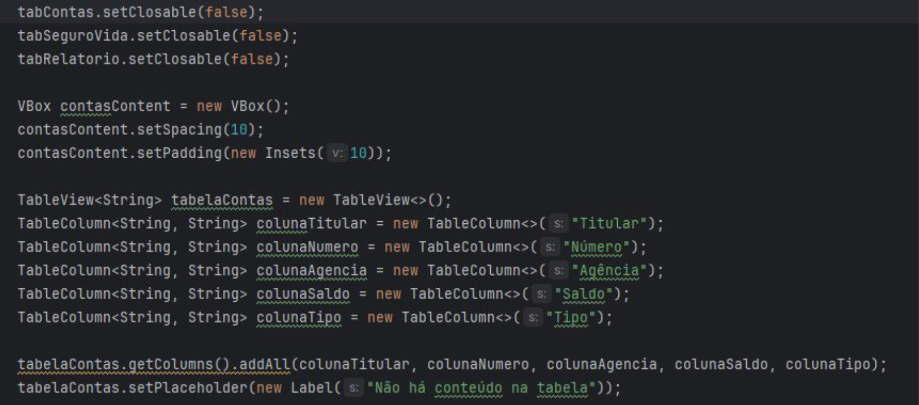 tabContas.setClosable(false);
tabSeguroVida.setClosable(false);
tabRelatorio.setClosable(false);
VBox contasContent = new VBox();
contasContent.setSpacing(10);
contasContent.setPadding(new Insets( v: 10));
TableView<String> tabelaContas = new TableView<>();
TableColumn<String, String> colunaTitular = new TableColumn<>( s: "Titular");
TableColumn<String, String> colunaNumero = new TableColumn<>( s: "Número");
TableColumn<String, String> colunaAgencia = new TableColumn<>( s: "Agência");
TableColumn<String, String> colunaSaldo = new TableColumn<>( s: "Saldo");
TableColumn<String, String> colunaTipo = new TableColumn<>( s: "Tipo");
tabelaContas.getColumns().addAll(colunaTitular, colunaNumero, colunaAgencia, colunaSaldo, colunaTipo);
tabelaContas.setPlaceholder(new Label( s: "Não há conteúdo na tabela"));